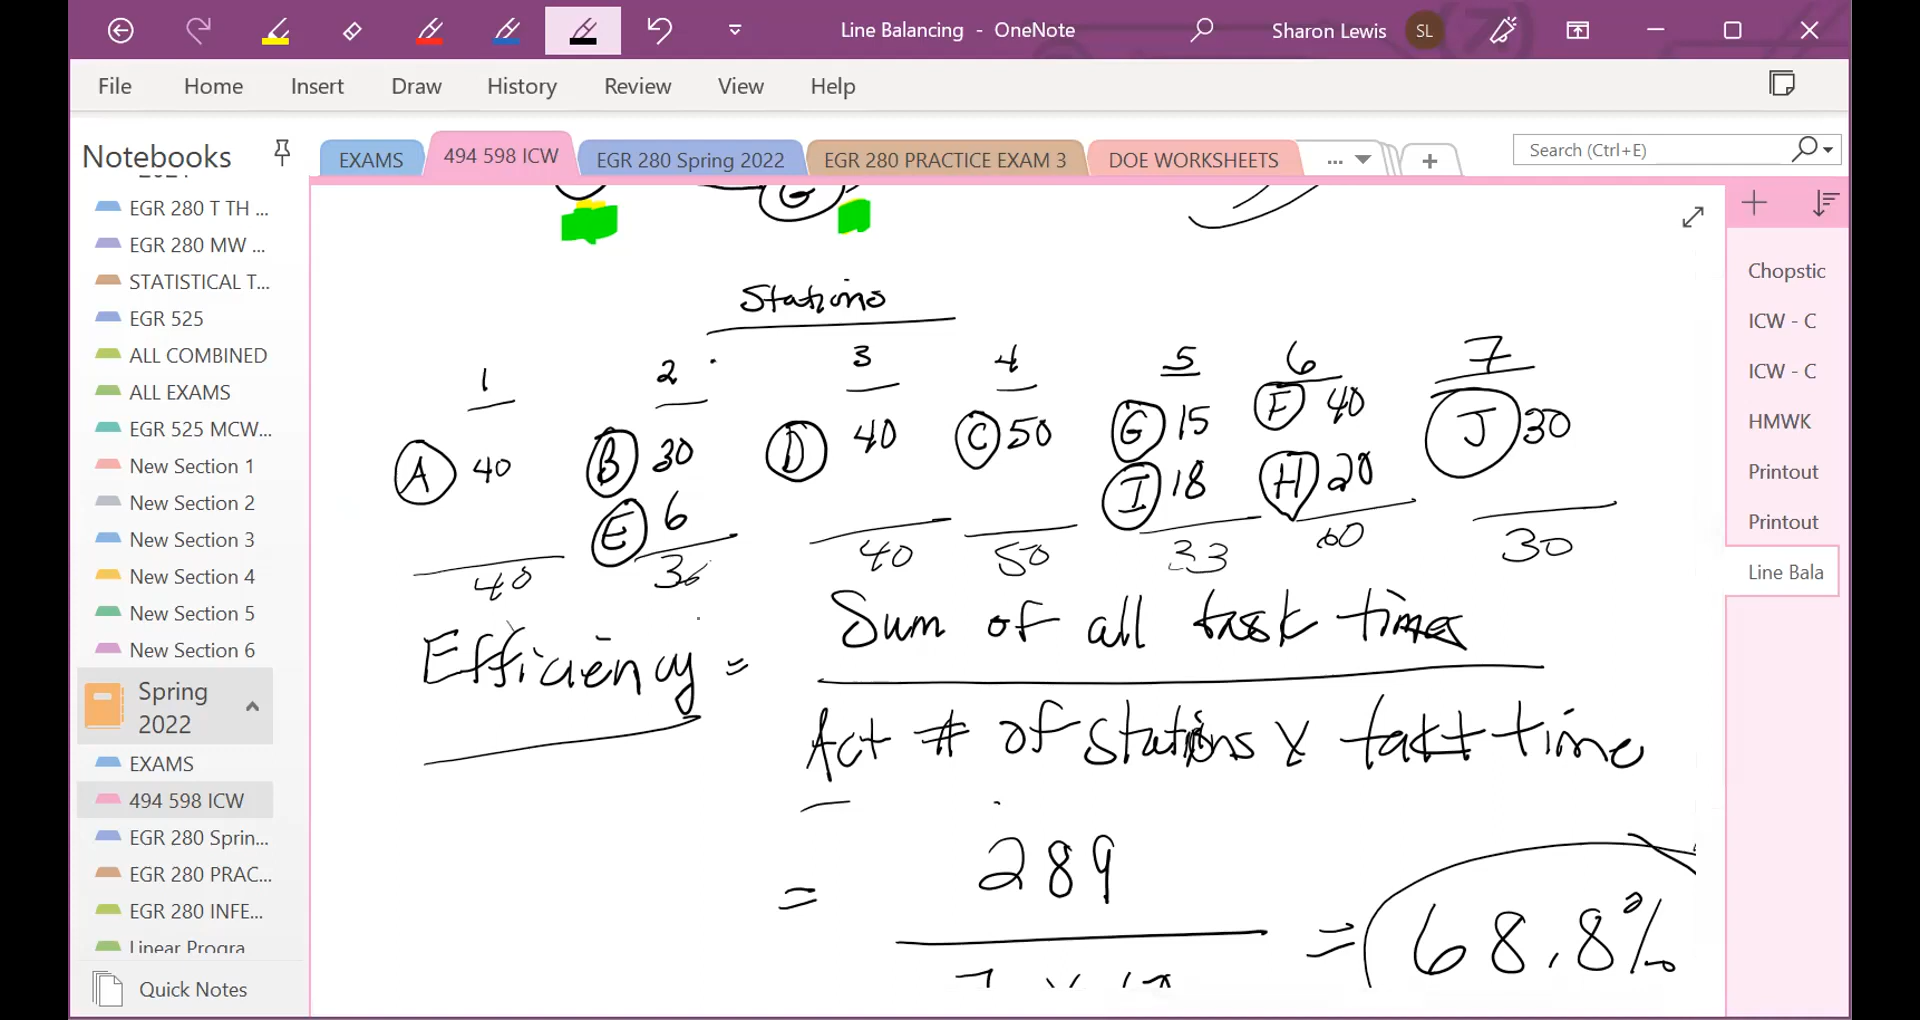 Line Balancing - OneNote
Sharon Lewis
SL
File Home Insert Draw History Review View Help
Notebooks
EXAMS
494 598 ICW
EGR 280 Spring 2022
EGR 280 PRACTICE EXAM 3
DOE WORKSHEETS
...
Search (Ctrl+E)
EGR 280 T TH ...
EGR 280 MW ...
STATISTICAL T...
EGR 525
ALL COMBINED
ALL EXAMS
EGR 525 MCW...
New Section 1
New Section 2
New Section 3
New Section 4
New Section 5
New Section 6
Spring
2022
EXAMS
494 598 ICW
EGR 280 Sprin...
EGR 280 PRAC...
EGR 280 INFE...
Linear Progra
Quick Notes
G
Stations
1 2 3 4 5 6 7
A 40 B 30 D 40 C 50 G 15 F 40 J 30
E 6 I 18 H 20
40 36 40 50 33 60 30
Efficiency = Sum of all task times
Act # of stations x takt time
= 289 = 68.8%
7 x
Chopstic
ICW - C
ICW - C
HMWK
Printout
Printout
Line Bala